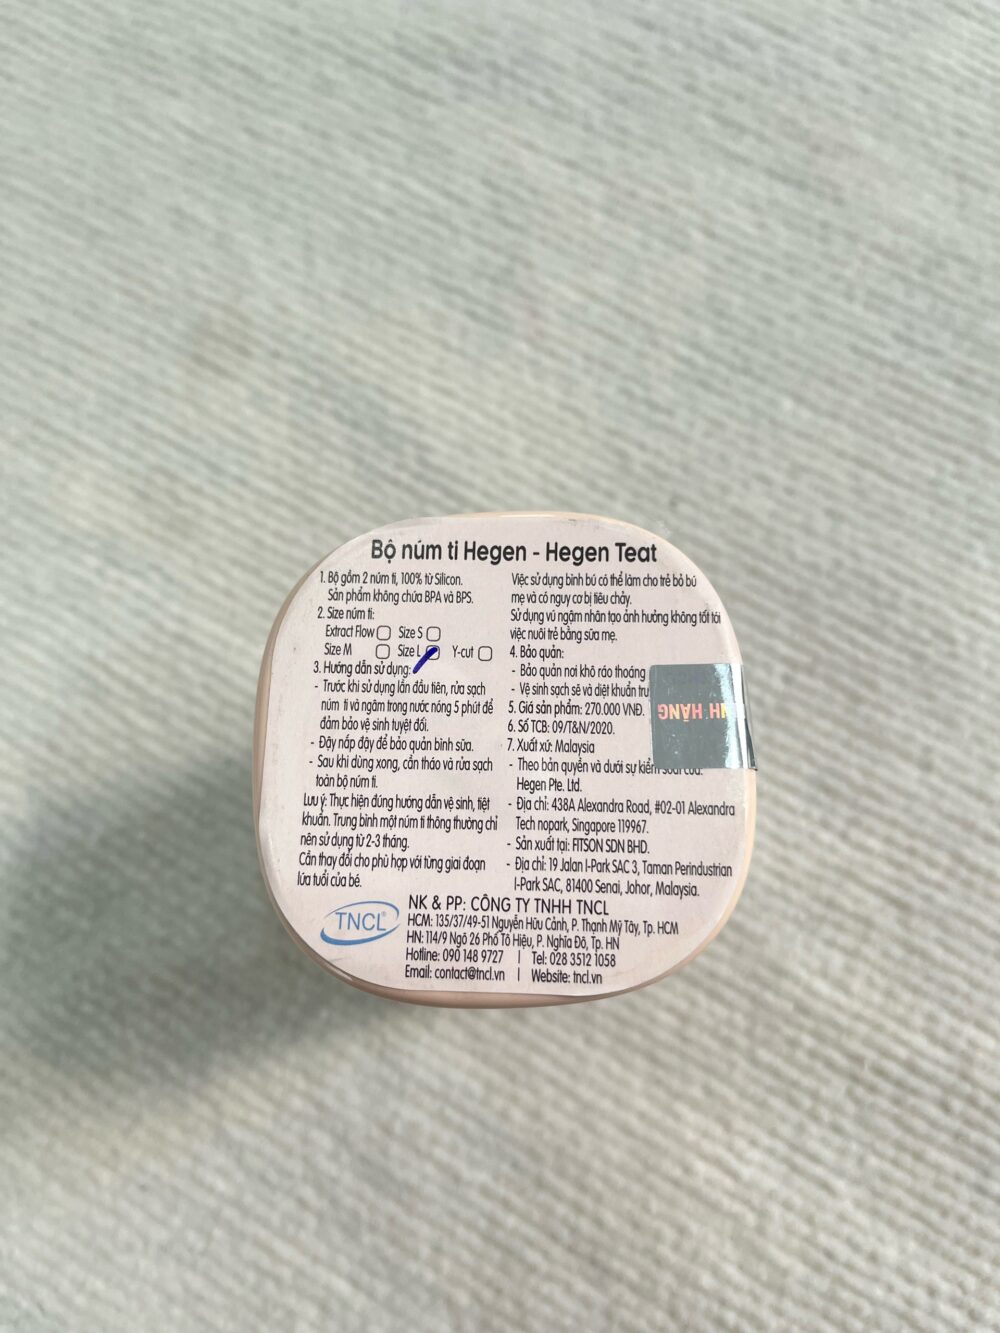 Bộ núm ti Hegen - Hegen Teat
1. Bộ gồm 2 núm ti, 100% từ Silicon.
Sản phẩm không chứa BPA và BPS.
2. Size núm ti:
Extract Flow Size S
Size M Size L Y-cut
3. Hướng dẫn sử dụng:
- Trước khi sử dụng lần đầu tiên, rửa sạch
núm ti và ngâm trong nước nóng 5 phút để
đảm bảo vệ sinh tuyệt đối.
- Đậy nắp đậy để bảo quản bình sữa.
- Sau khi dùng xong, cần tháo và rửa sạch
toàn bộ núm ti.
Lưu ý: Thực hiện đúng hướng dẫn vệ sinh, tiệt
khuẩn. Trung bình một núm ti thông thường chỉ
nên sử dụng từ 2-3 tháng.
Cần thay đổi cho phù hợp với từng giai đoạn
lứa tuổi của bé.
Việc sử dụng bình bú có thể làm cho trẻ bỏ bú
mẹ và có nguy cơ bị tiêu chảy.
Sử dụng vú ngậm nhân tạo ảnh hưởng không tốt tới
việc nuôi trẻ bằng sữa mẹ.
4. Bảo quản:
- Bảo quản nơi khô ráo thoáng
- Vệ sinh sạch sẽ và diệt khuẩn
5. Giá sản phẩm: 270.000 VNĐ.
6. Số TCB: 09/T&N/2020.
7. Xuất xứ: Malaysia
- Theo bản quyền và dưới sự kiểm soát của:
Hegen Pte. Ltd.
- Địa chỉ: 438A Alexandra Road, #02-01 Alexandra
Tech nopark, Singapore 119967.
- Sản xuất tại: FITSON SDN BHD.
- Địa chỉ: 19 Jalan I-Park SAC 3, Taman Perindustrian
I-Park SAC, 81400 Senai, Johor, Malaysia.
HÀNG
TNCL®
NK & PP: CÔNG TY TNHH TNCL
HCM: 135/37/49-51 Nguyễn Hữu Cảnh, P. Thạnh Mỹ Tây, Tp. HCM
HN: 114/9 Ngõ 26 Phố Tô Hiệu, P. Nghĩa Đô, Tp. HN
Hotline: 090 148 9727 | Tel: 028 3512 1058
Email: contact@tncl.vn | Website: tncl.vn